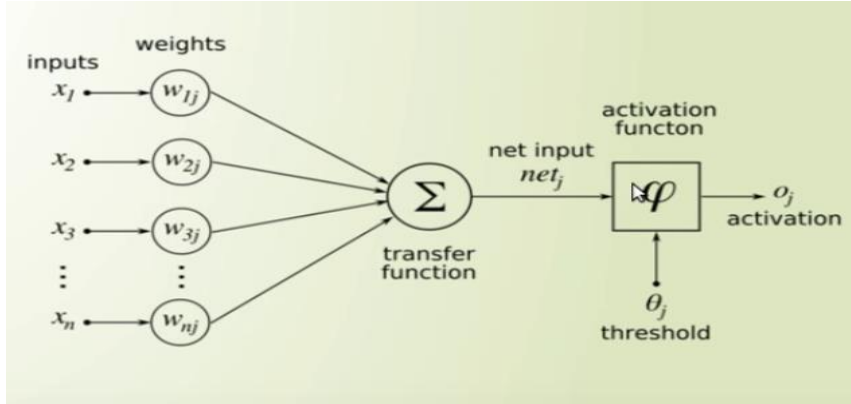 weights
inputs
x₁ w₁ⱼ
activation
functon
x₂ w₂ⱼ
net input
netⱼ
Σ
φ
oⱼ
activation
x₃ w₃ⱼ
transfer
function
⋮ ⋮
xₙ wₙⱼ
θⱼ
threshold